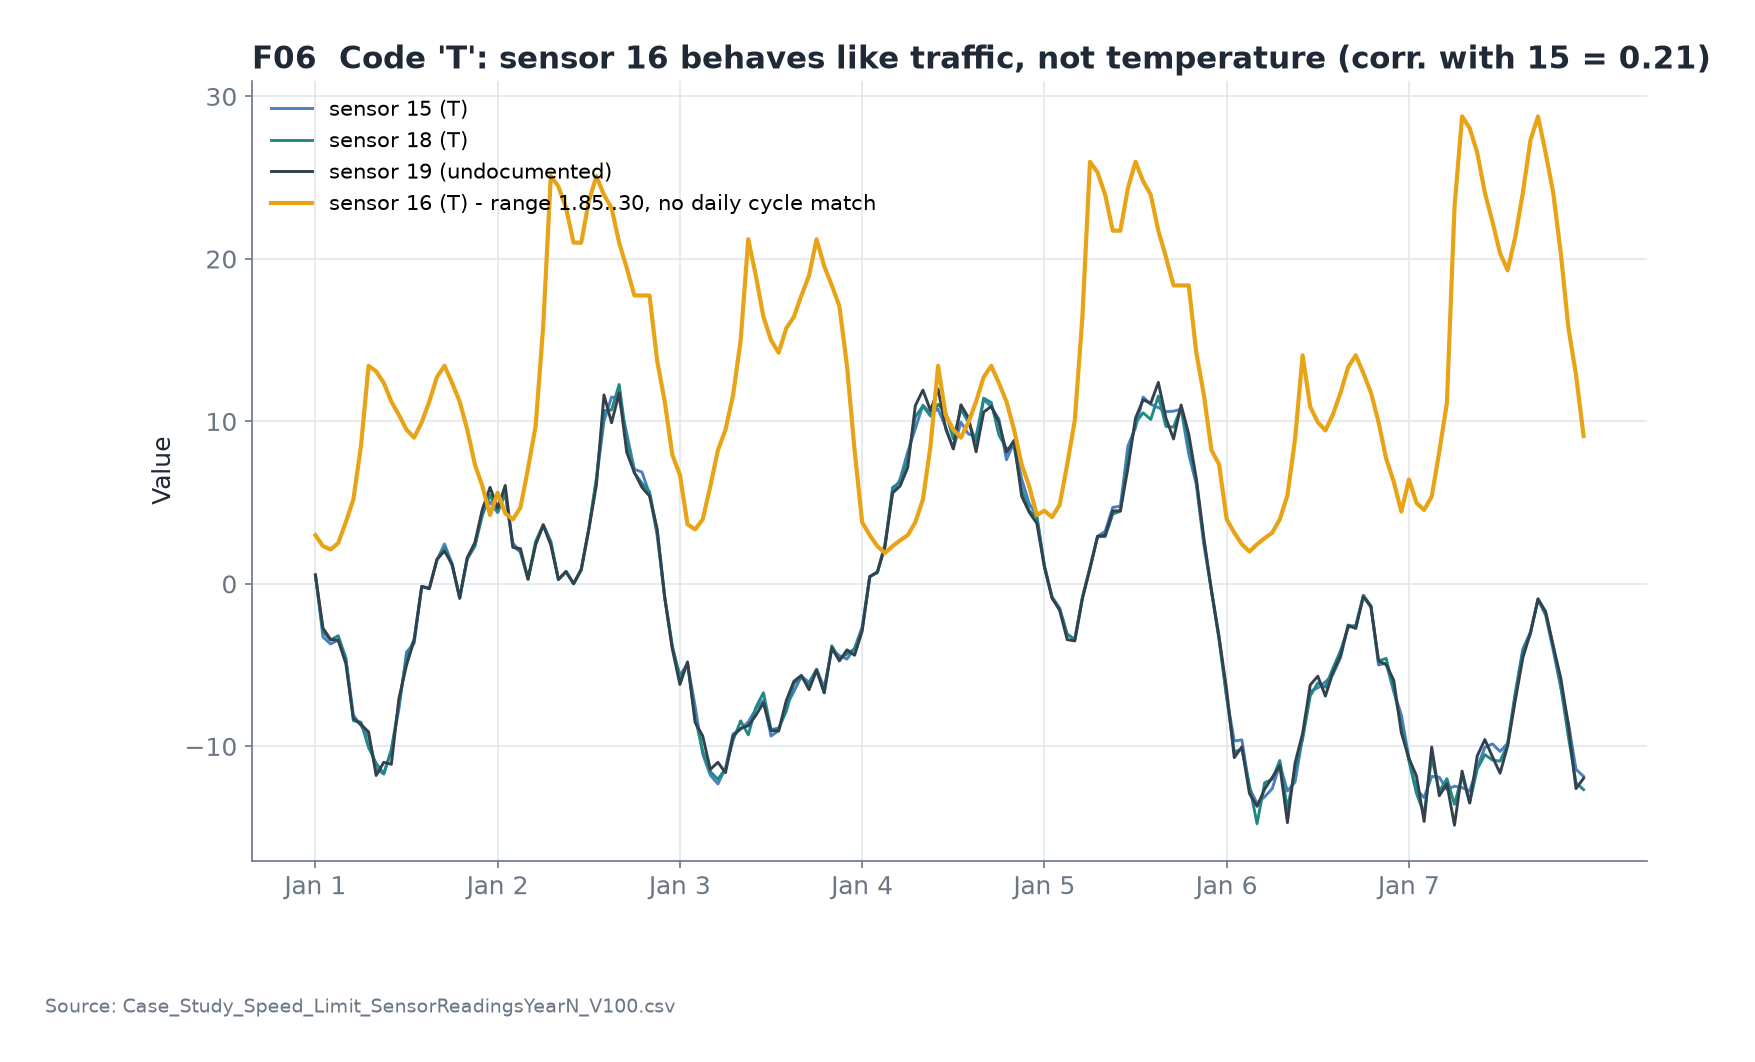 F06  Code 'T': sensor 16 behaves like traffic, not temperature (corr. with 15 = 0.21)
sensor 15 (T)
sensor 18 (T)
sensor 19 (undocumented)
sensor 16 (T) - range 1.85..30, no daily cycle match
Value
30
20
10
0
−10
Jan 1
Jan 2
Jan 3
Jan 4
Jan 5
Jan 6
Jan 7
Source: Case_Study_Speed_Limit_SensorReadingsYearN_V100.csv